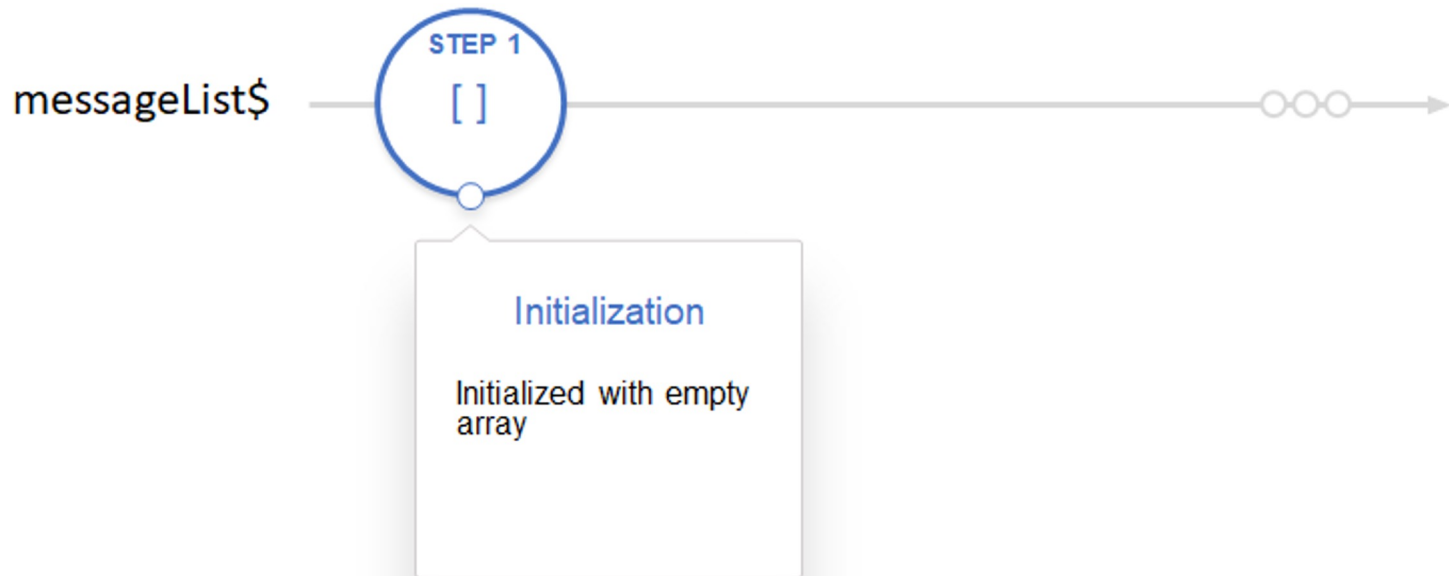 STEP 1
messageList$
[ ]
Initialization
Initialized with empty
array